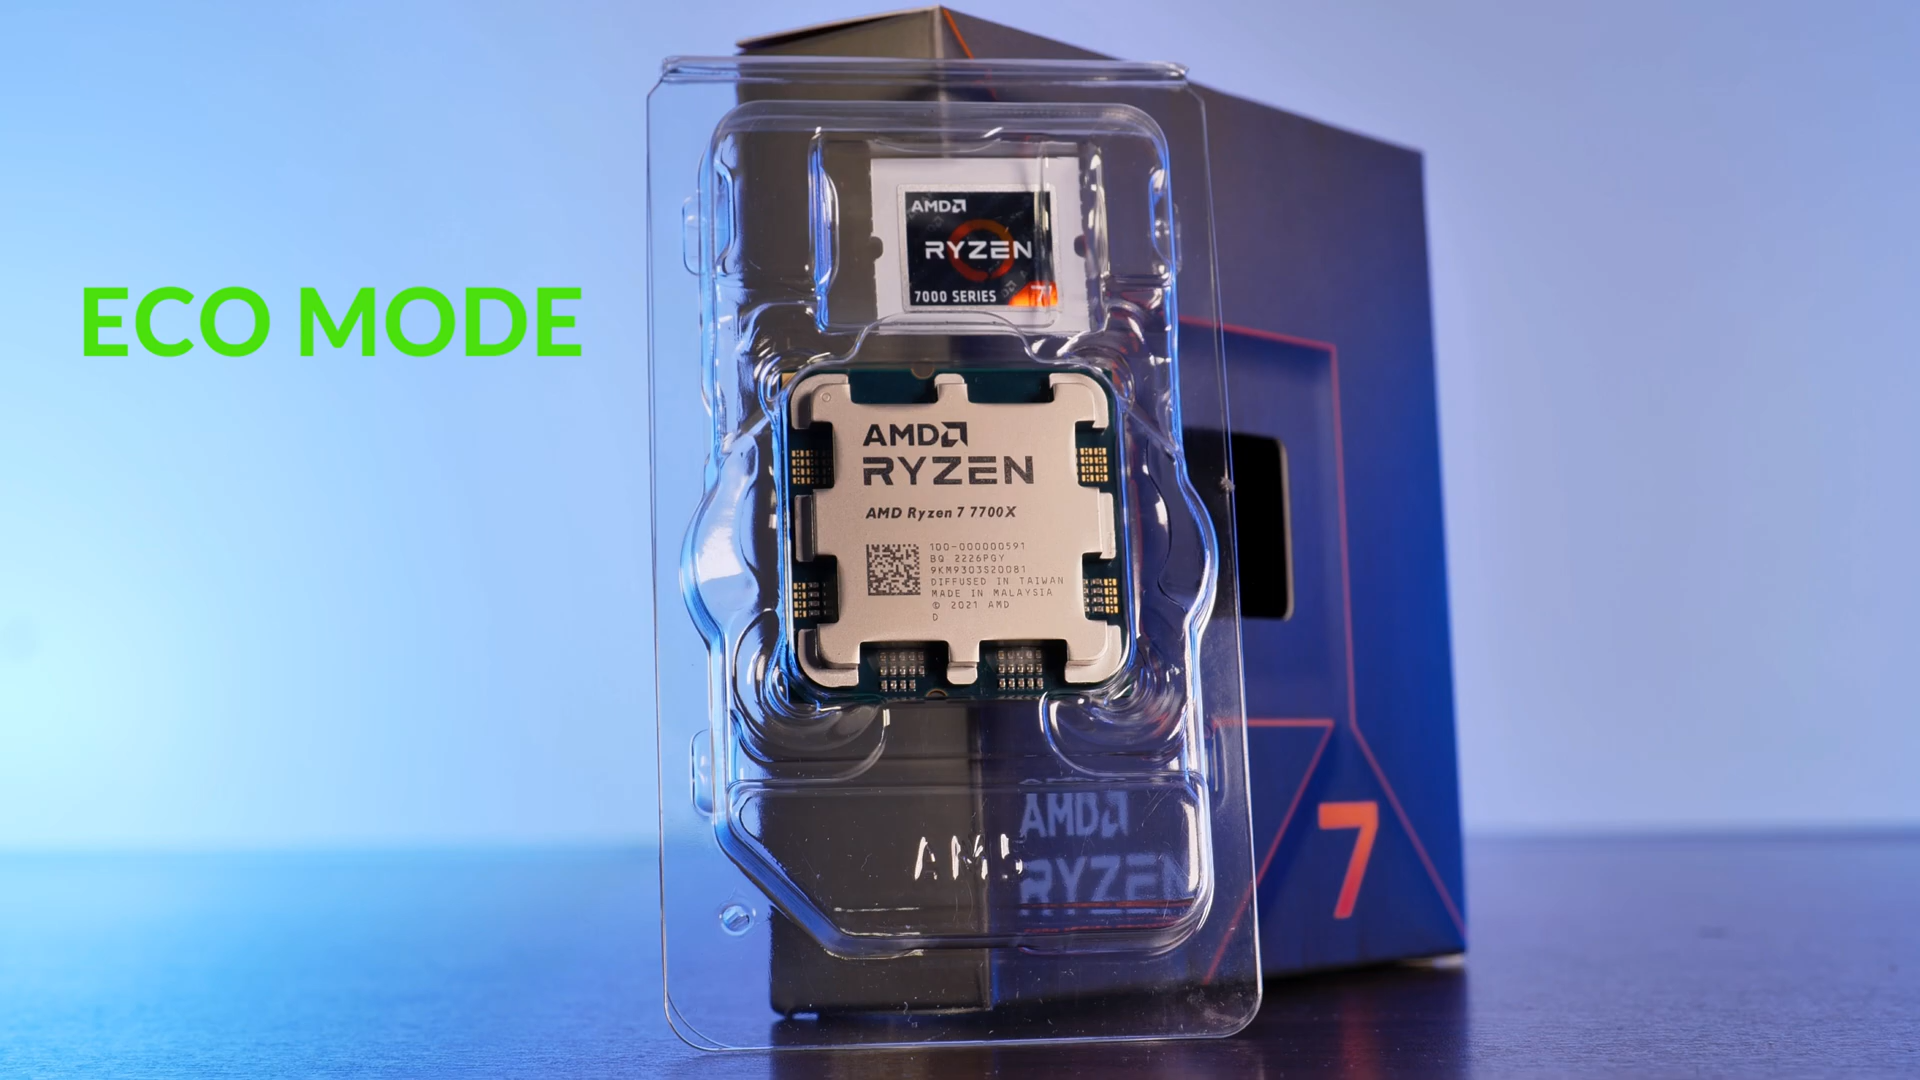 ECO MODE
AMD
RYZEN
7000 SERIES 7
AMD
RYZEN
AMD Ryzen 7 7700X
100-000000591
BQ 2226PGY
9KM9303S20081
DIFFUSED IN TAIWAN
MADE IN MALAYSIA
© 2021 AMD
D
AM5
AMD
RYZEN
7